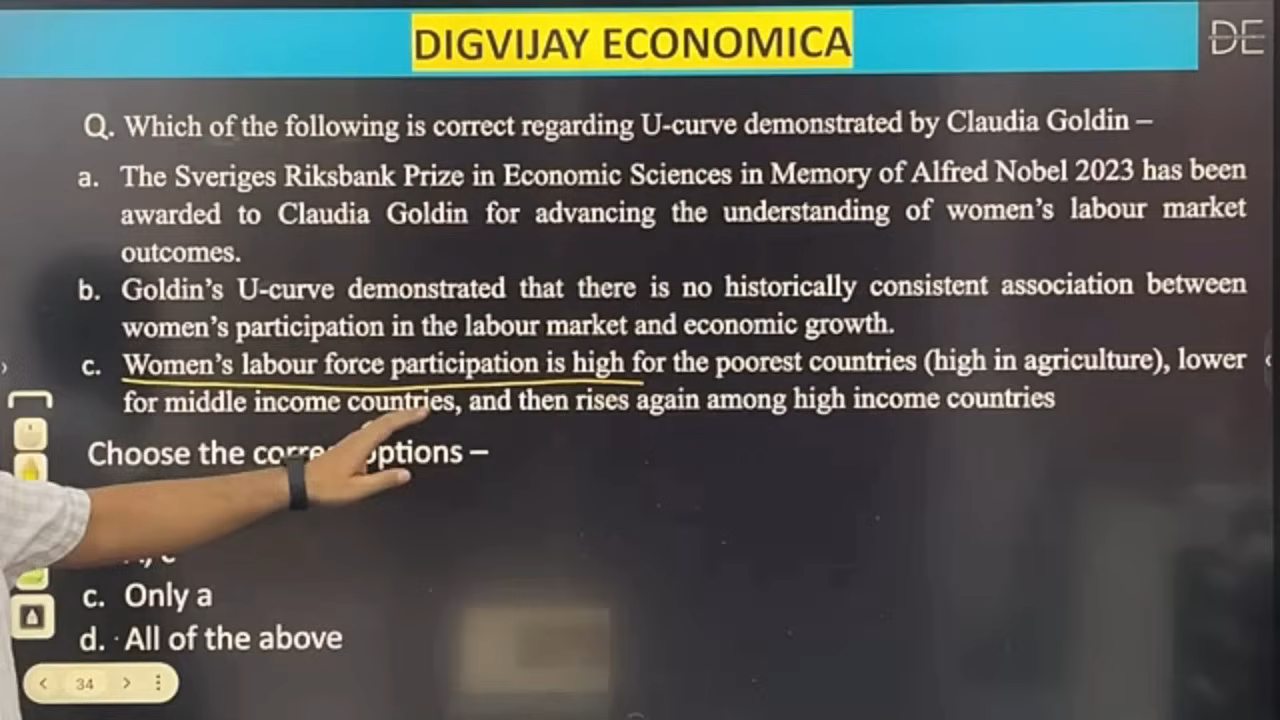 DIGVIJAY ECONOMICA
DE
Q. Which of the following is correct regarding U-curve demonstrated by Claudia Goldin –
a. The Sveriges Riksbank Prize in Economic Sciences in Memory of Alfred Nobel 2023 has been
awarded to Claudia Goldin for advancing the understanding of women's labour market
outcomes.
b. Goldin's U-curve demonstrated that there is no historically consistent association between
women's participation in the labour market and economic growth.
c. Women's labour force participation is high for the poorest countries (high in agriculture), lower
for middle income countries, and then rises again among high income countries
Choose the –
c. Only a
d. All of the above
< 34 >